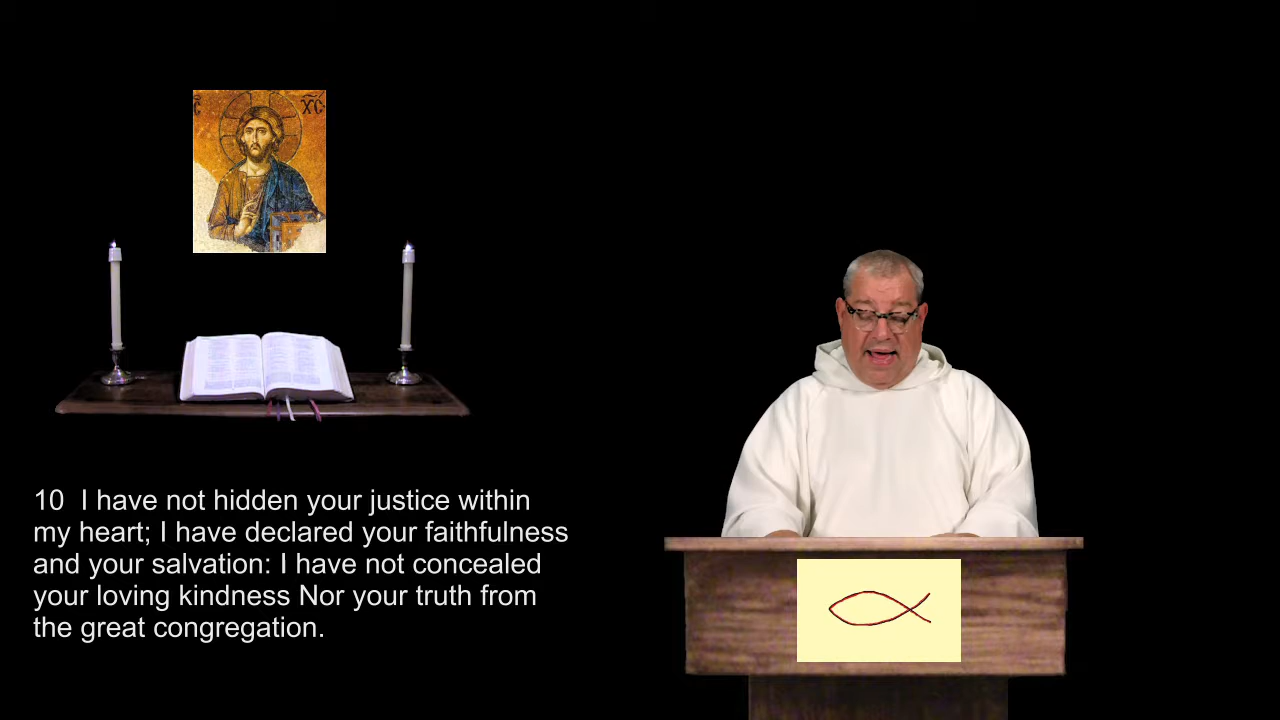 XC
10 I have not hidden your justice within
my heart; I have declared your faithfulness
and your salvation: I have not concealed
your loving kindness Nor your truth from
the great congregation.